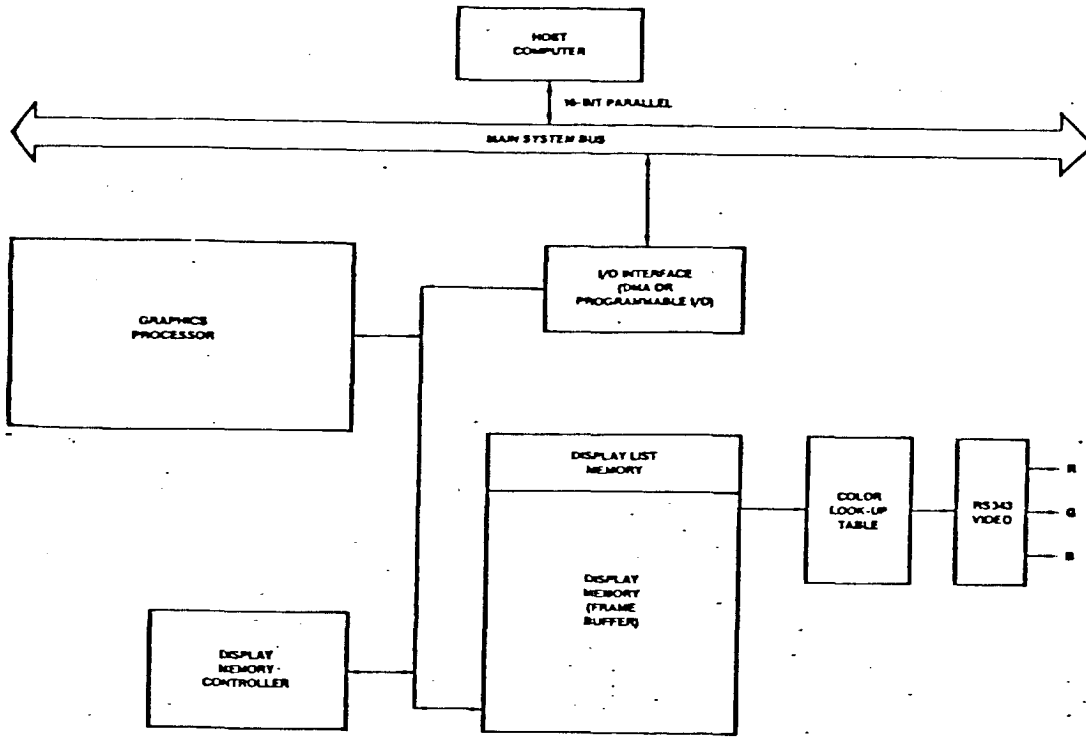 HOST
COMPUTER
16-BIT PARALLEL
MAIN SYSTEM BUS
I/O INTERFACE
(DMA OR
PROGRAMMABLE I/O)
GRAPHICS
PROCESSOR
DISPLAY LIST
MEMORY
COLOR
LOOK-UP
TABLE
RS343
VIDEO
R
G
B
DISPLAY
MEMORY
(FRAME
BUFFER)
DISPLAY
MEMORY
CONTROLLER